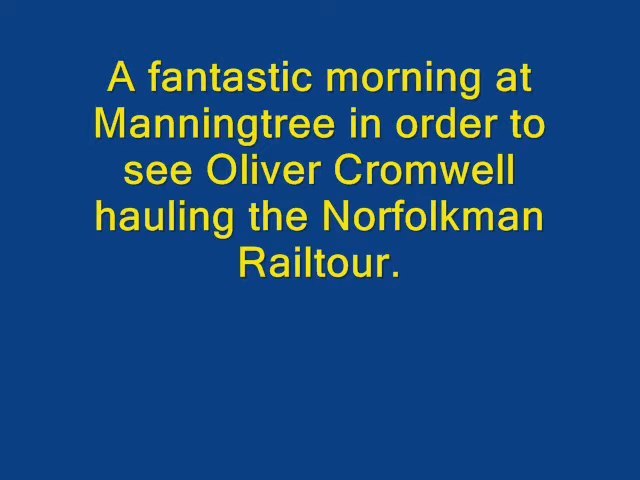 A fantastic morning at
Manningtree in order to
see Oliver Cromwell
hauling the Norfolkman
Railtour.